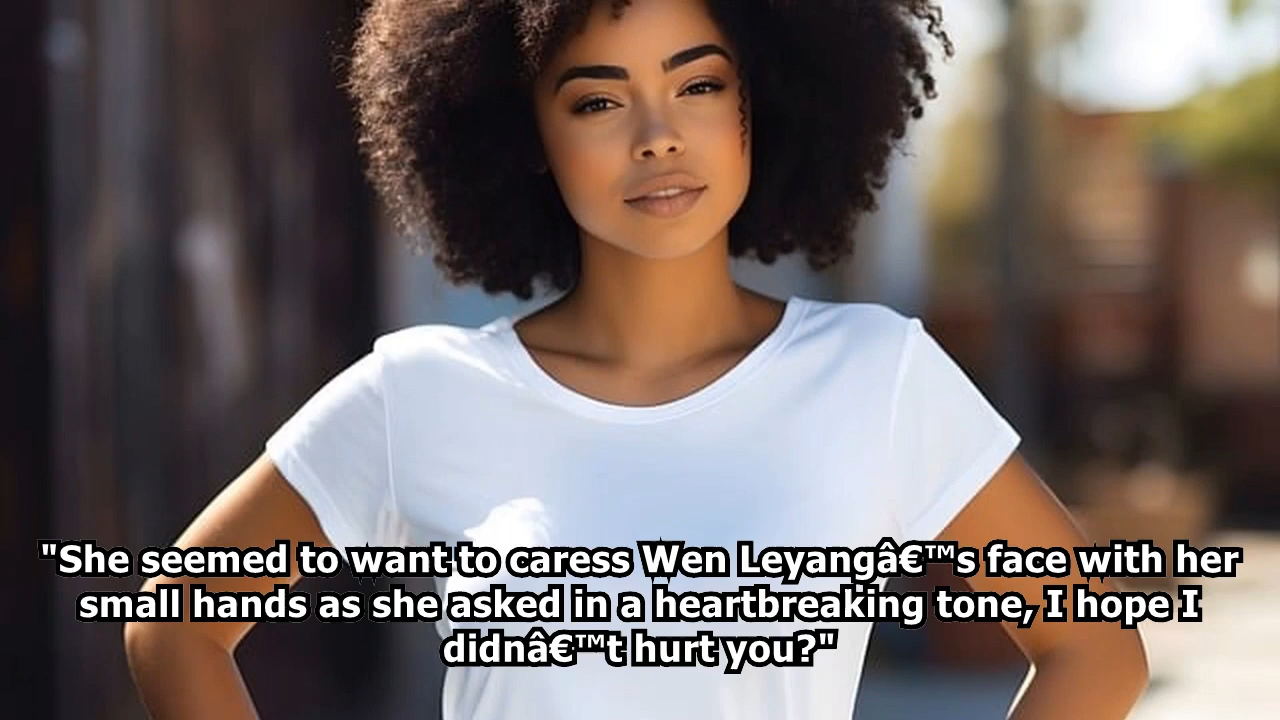 "She seemed to want to caress Wen Leyangâ€™s face with her
small hands as she asked in a heartbreaking tone, I hope I
didnâ€™t hurt you?"